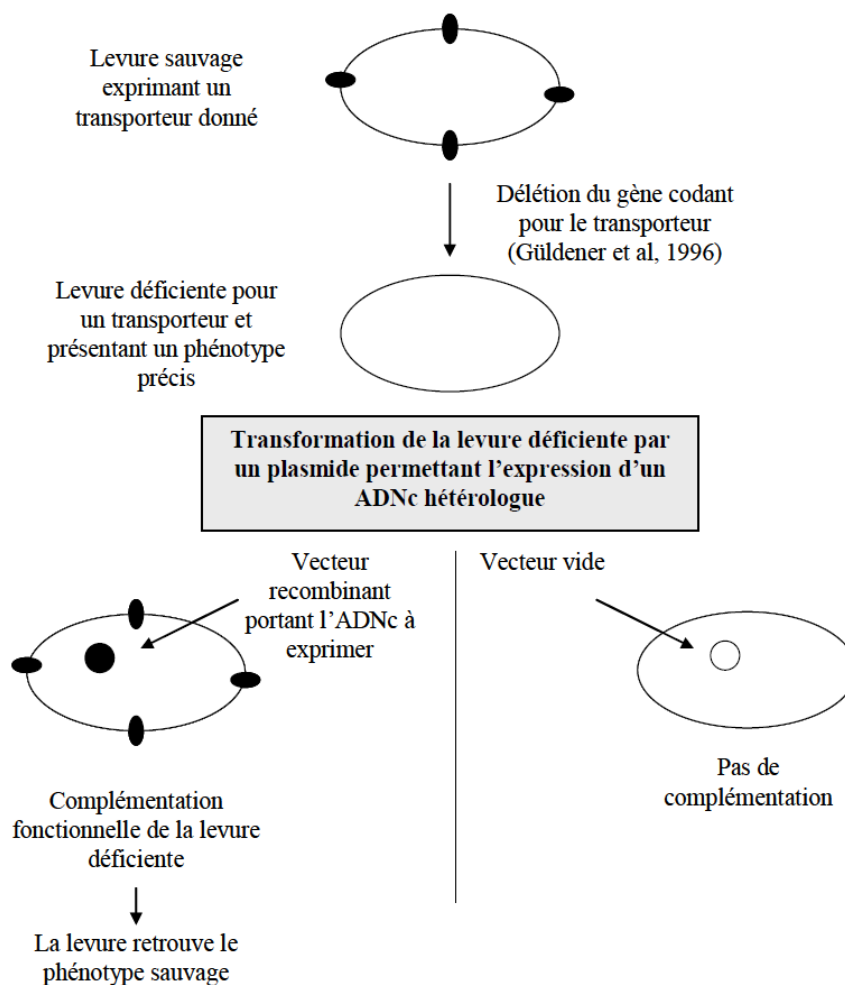 Levure sauvage
exprimant un
transporteur donné
Délétion du gène codant
pour le transporteur
(Güldener et al, 1996)
Levure déficiente pour
un transporteur et
présentant un phénotype
précis
Transformation de la levure déficiente par
un plasmide permettant l'expression d'un
ADNc hétérologue
Vecteur
recombinant
portant l'ADNc à
exprimer
Vecteur vide
Complémentation
fonctionnelle de la levure
déficiente
Pas de
complémentation
La levure retrouve le
phénotype sauvage